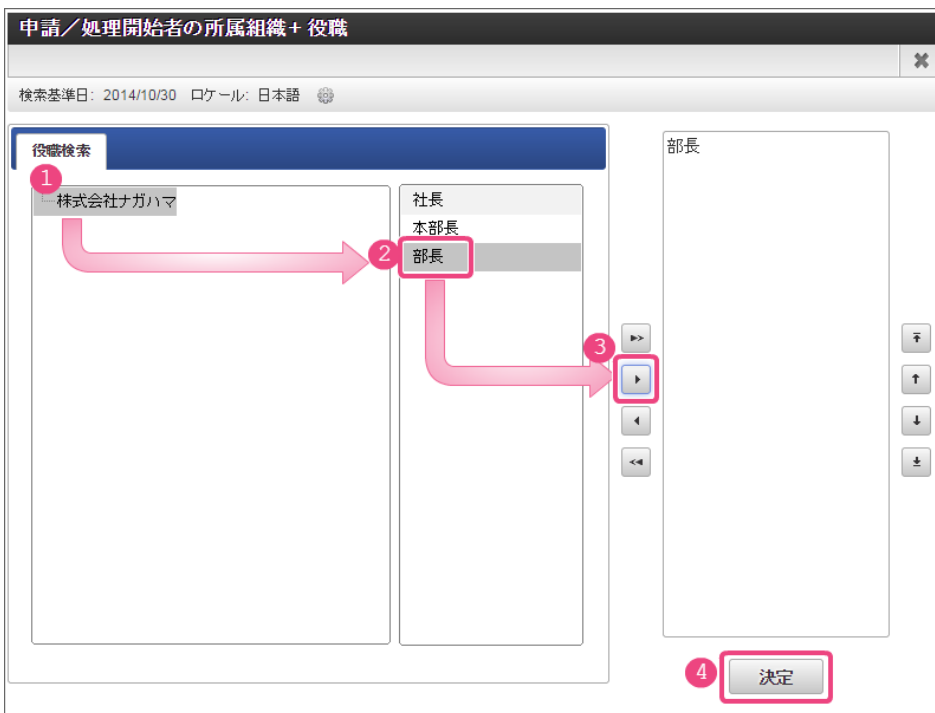 申請/処理開始者の所属組織+役職
検索基準日: 2014/10/30 ロケール: 日本語
役職検索
部長
1
株式会社ナガハマ
社長
本部長
2
部長
3
4
決定